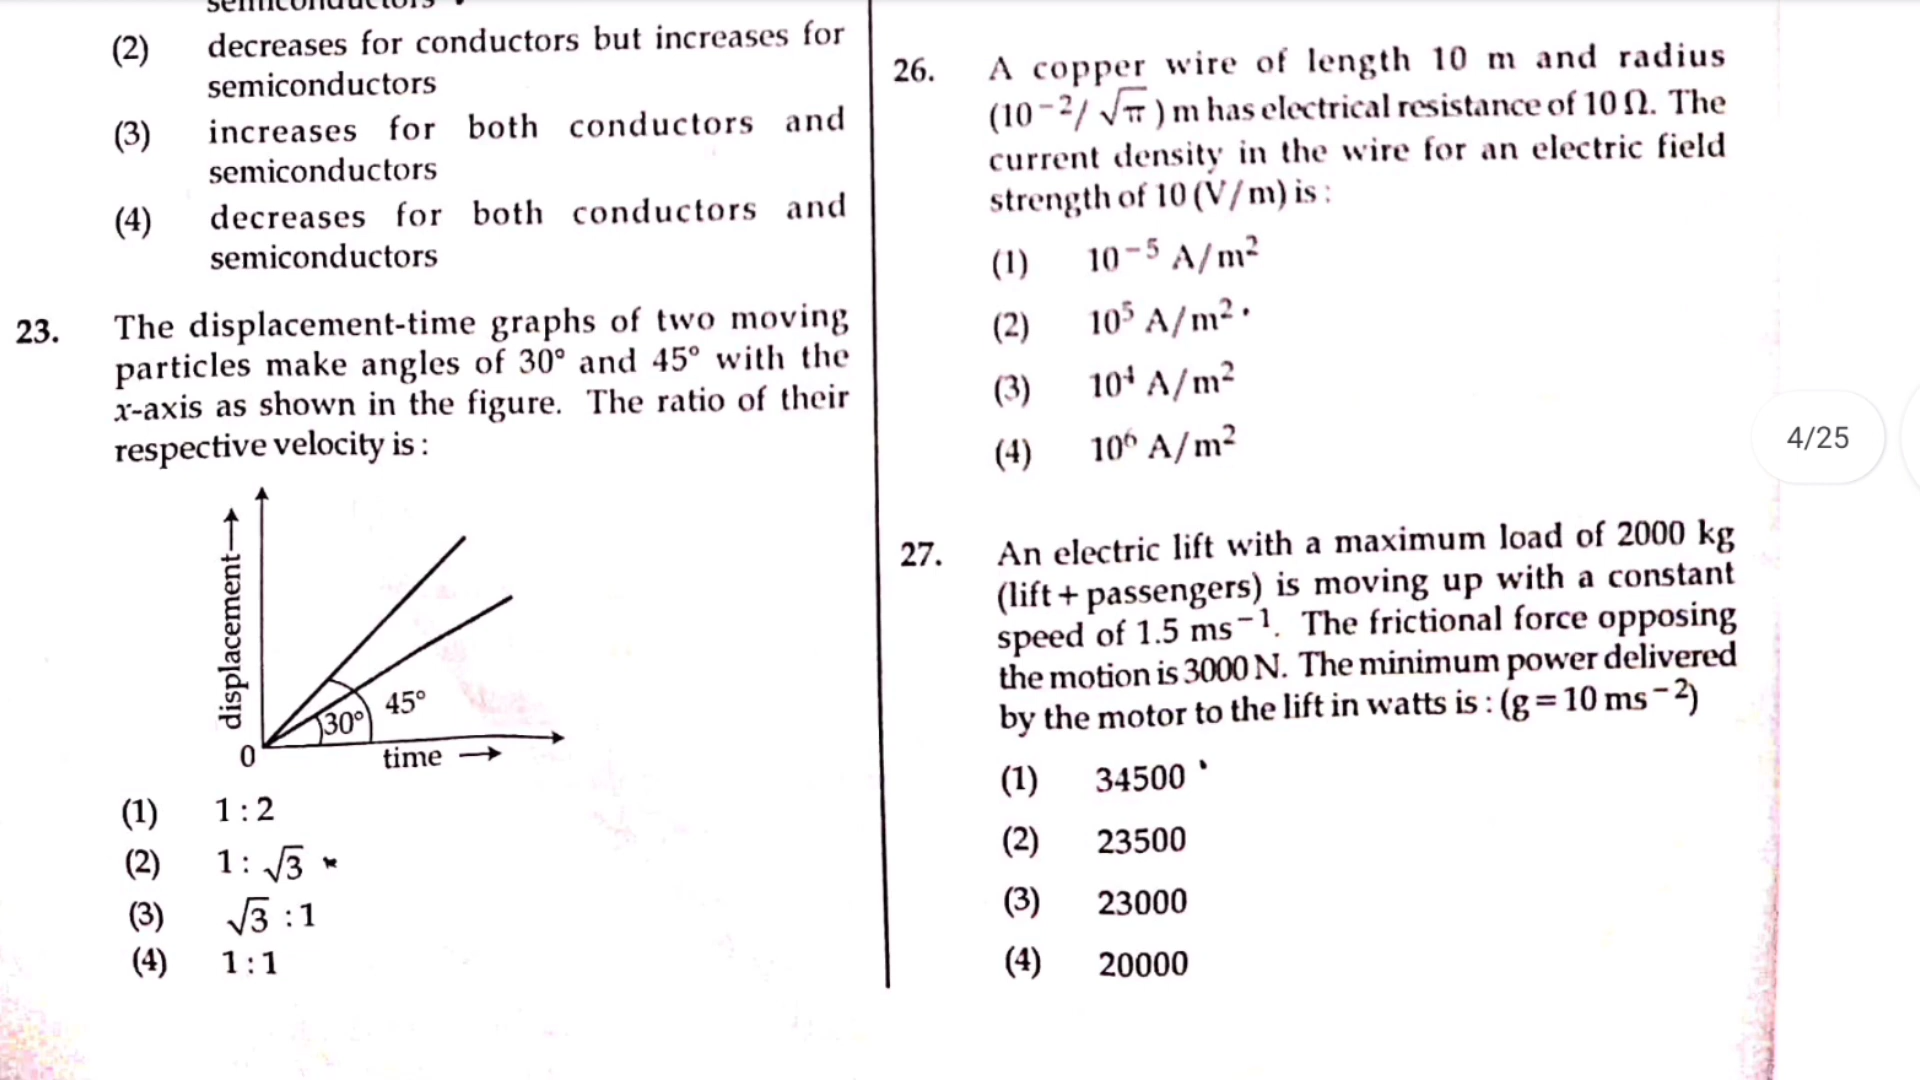 semiconductors
(2) decreases for conductors but increases for
semiconductors
(3) increases for both conductors and
semiconductors
(4) decreases for both conductors and
semiconductors
23. The displacement-time graphs of two moving
particles make angles of 30° and 45° with the
x-axis as shown in the figure. The ratio of their
respective velocity is :
displacement→
45°
30°
0
time →
(1) 1 : 2
(2) 1 : √3
(3) √3 : 1
(4) 1 : 1
26. A copper wire of length 10 m and radius
(10⁻²/ √π ) m has electrical resistance of 10 Ω. The
current density in the wire for an electric field
strength of 10 (V/m) is :
(1) 10⁻⁵ A/m²
(2) 10⁵ A/m²
(3) 10⁴ A/m²
(4) 10⁶ A/m²
27. An electric lift with a maximum load of 2000 kg
(lift + passengers) is moving up with a constant
speed of 1.5 ms⁻¹. The frictional force opposing
the motion is 3000 N. The minimum power delivered
by the motor to the lift in watts is : (g = 10 ms⁻²)
(1) 34500
(2) 23500
(3) 23000
(4) 20000
4/25